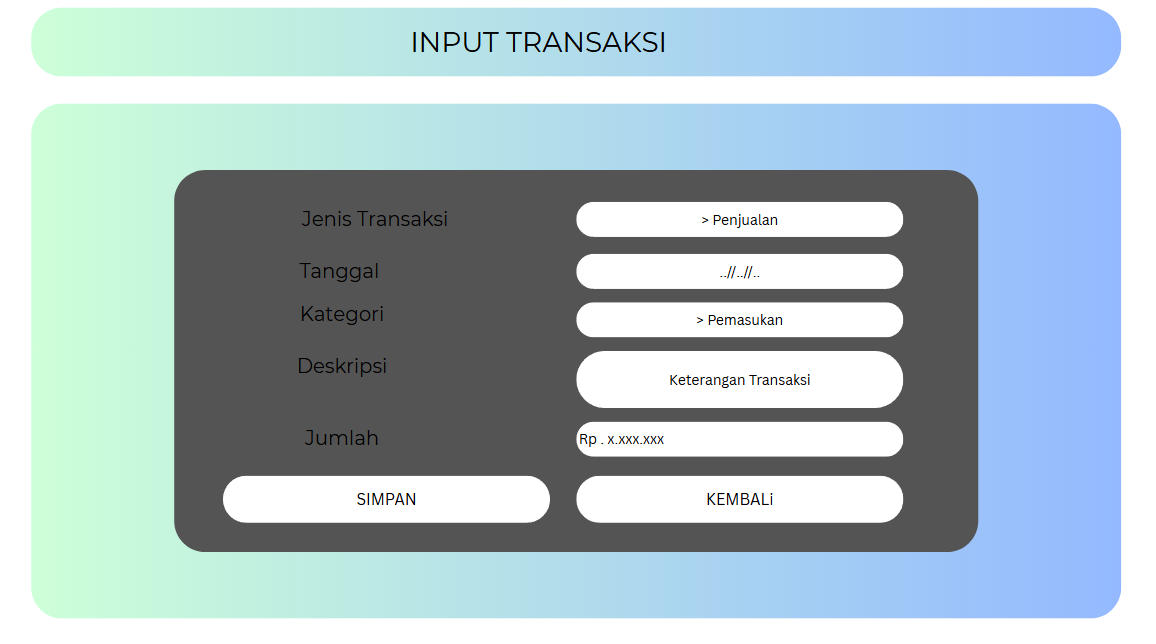 INPUT TRANSAKSI
Jenis Transaksi
> Penjualan
Tanggal
..//..//..
Kategori
> Pemasukan
Deskripsi
Keterangan Transaksi
Jumlah
Rp . x.xxx.xxx
SIMPAN
KEMBALi